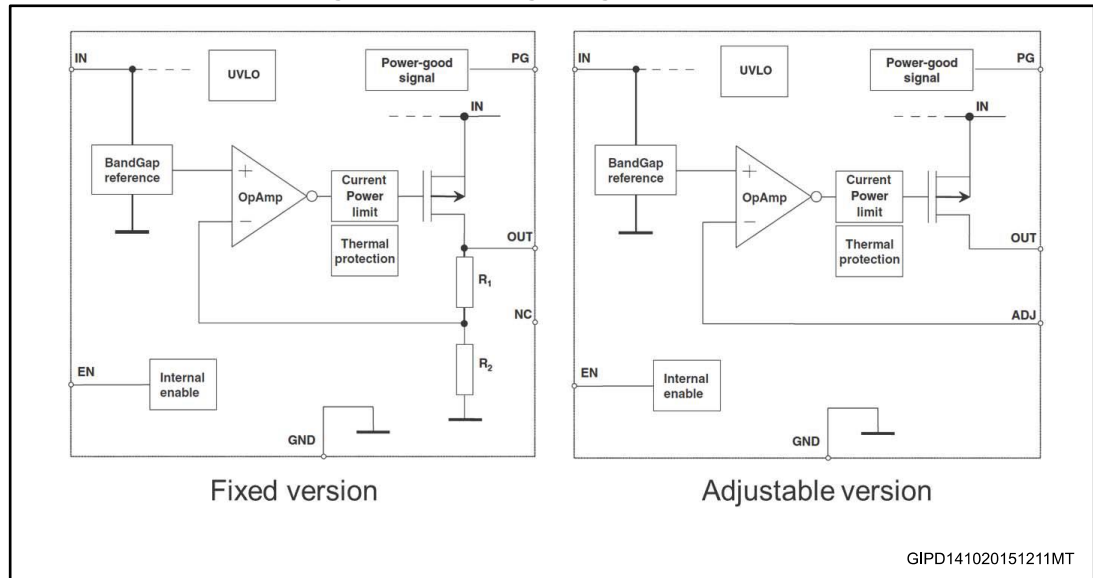 IN
UVLO
Power-good
signal
PG
IN
BandGap
reference
+
OpAmp
−
Current
Power
limit
Thermal
protection
OUT
R1
NC
R2
EN
Internal
enable
GND
Fixed version
IN
UVLO
Power-good
signal
PG
IN
BandGap
reference
+
OpAmp
−
Current
Power
limit
Thermal
protection
OUT
ADJ
EN
Internal
enable
GND
Adjustable version
GIPD141020151211MT